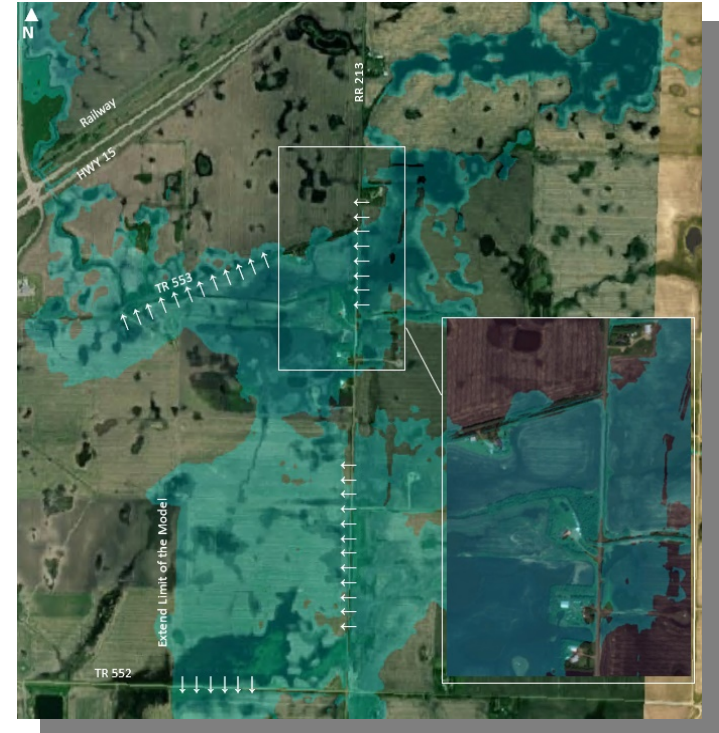 N
RR 213
Railway
HWY 15
TR 553
Extend Limit of the Model
TR 552